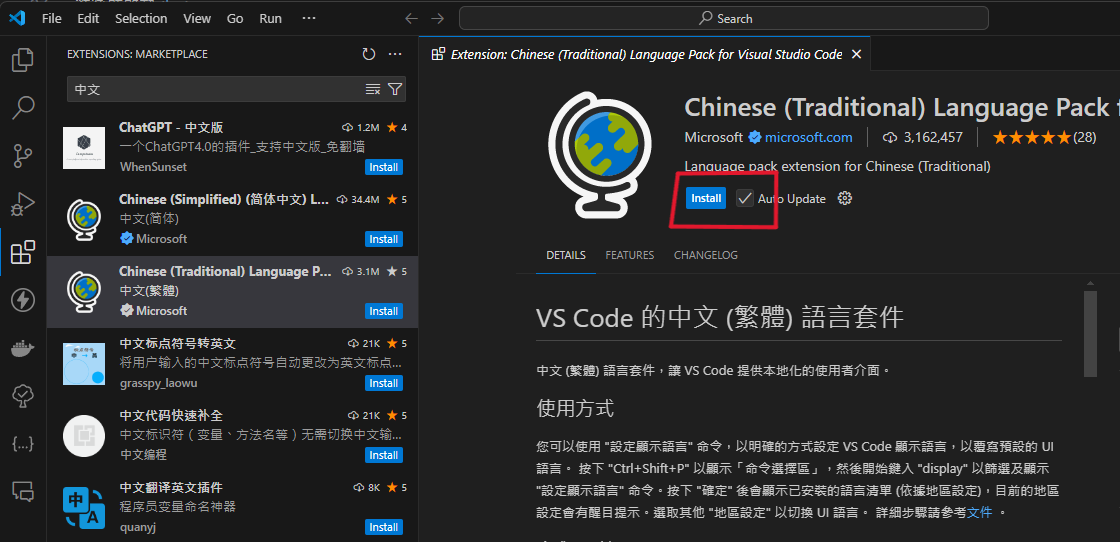 File Edit Selection View Go Run ···
Search
EXTENSIONS: MARKETPLACE
中文
ChatGPT - 中文版 1.2M 4
一个ChatGPT4.0的插件_支持中文版_免翻墙
WhenSunset Install
Chinese (Simplified) (简体中文) L... 34.4M 5
中文(简体)
Microsoft Install
Chinese (Traditional) Language P... 3.1M 5
中文(繁體)
Microsoft Install
中文标点符号转英文 21K 5
将用户输入的中文标点符号自动更改为英文标点...
grasspy_laowu Install
中文代码快速补全 21K 5
中文标识符（变量、方法名等）无需切换中文输...
中文编程 Install
中文翻译英文插件 8K 5
程序员变量命名神器
quanyj Install
Extension: Chinese (Traditional) Language Pack for Visual Studio Code
Chinese (Traditional) Language Pack f
Microsoft microsoft.com 3,162,457 (28)
Language pack extension for Chinese (Traditional)
Install Auto Update
DETAILS FEATURES CHANGELOG
VS Code 的中文 (繁體) 語言套件
中文 (繁體) 語言套件，讓 VS Code 提供本地化的使用者介面。
使用方式
您可以使用 "設定顯示語言" 命令，以明確的方式設定 VS Code 顯示語言，以覆寫預設的 UI
語言。 按下 "Ctrl+Shift+P" 以顯示「命令選擇區」，然後開始鍵入 "display" 以篩選及顯示
"設定顯示語言" 命令。按下 "確定" 後會顯示已安裝的語言清單 (依據地區設定)，目前的地區
設定會有醒目提示。選取其他 "地區設定" 以切換 UI 語言。 詳細步驟請參考文件 。